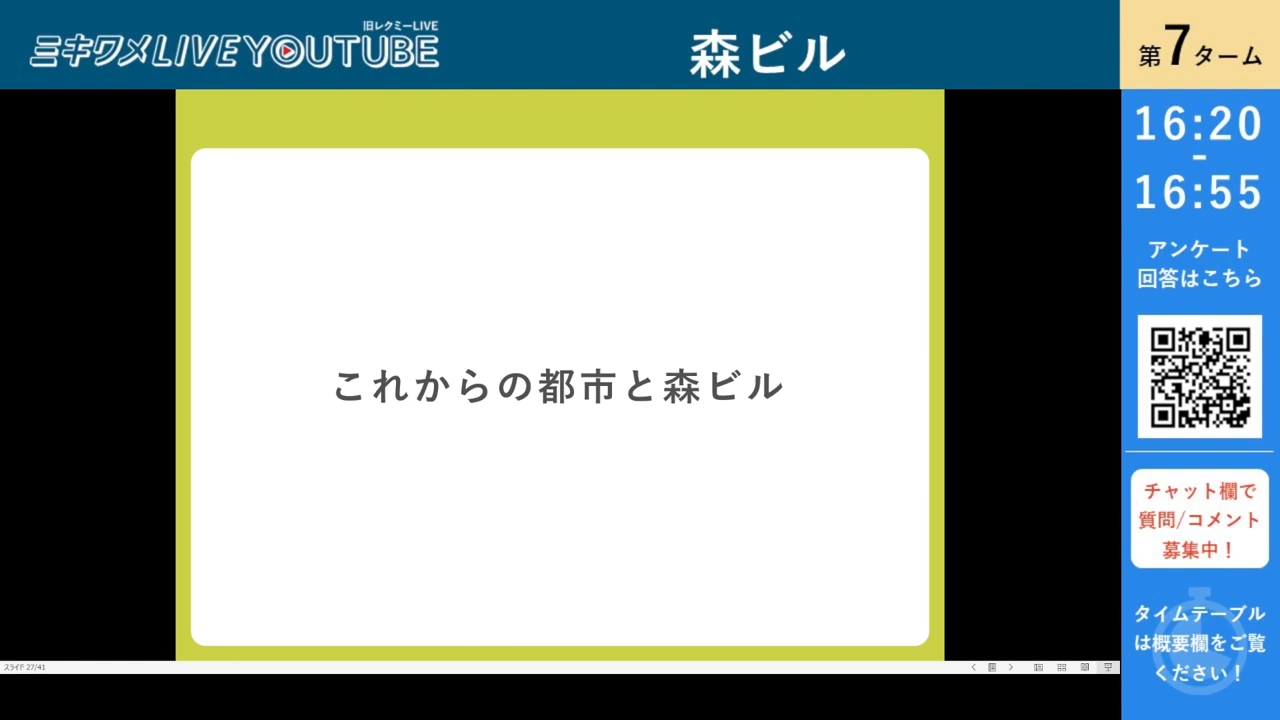 旧レクミーLIVE
ミキワメLIVE YOUTUBE
森ビル
第7ターム
これからの都市と森ビル
16:20
-
16:55
アンケート
回答はこちら
チャット欄で
質問/コメント
募集中！
タイムテーブル
は概要欄をご覧
ください！
スライド 27/41